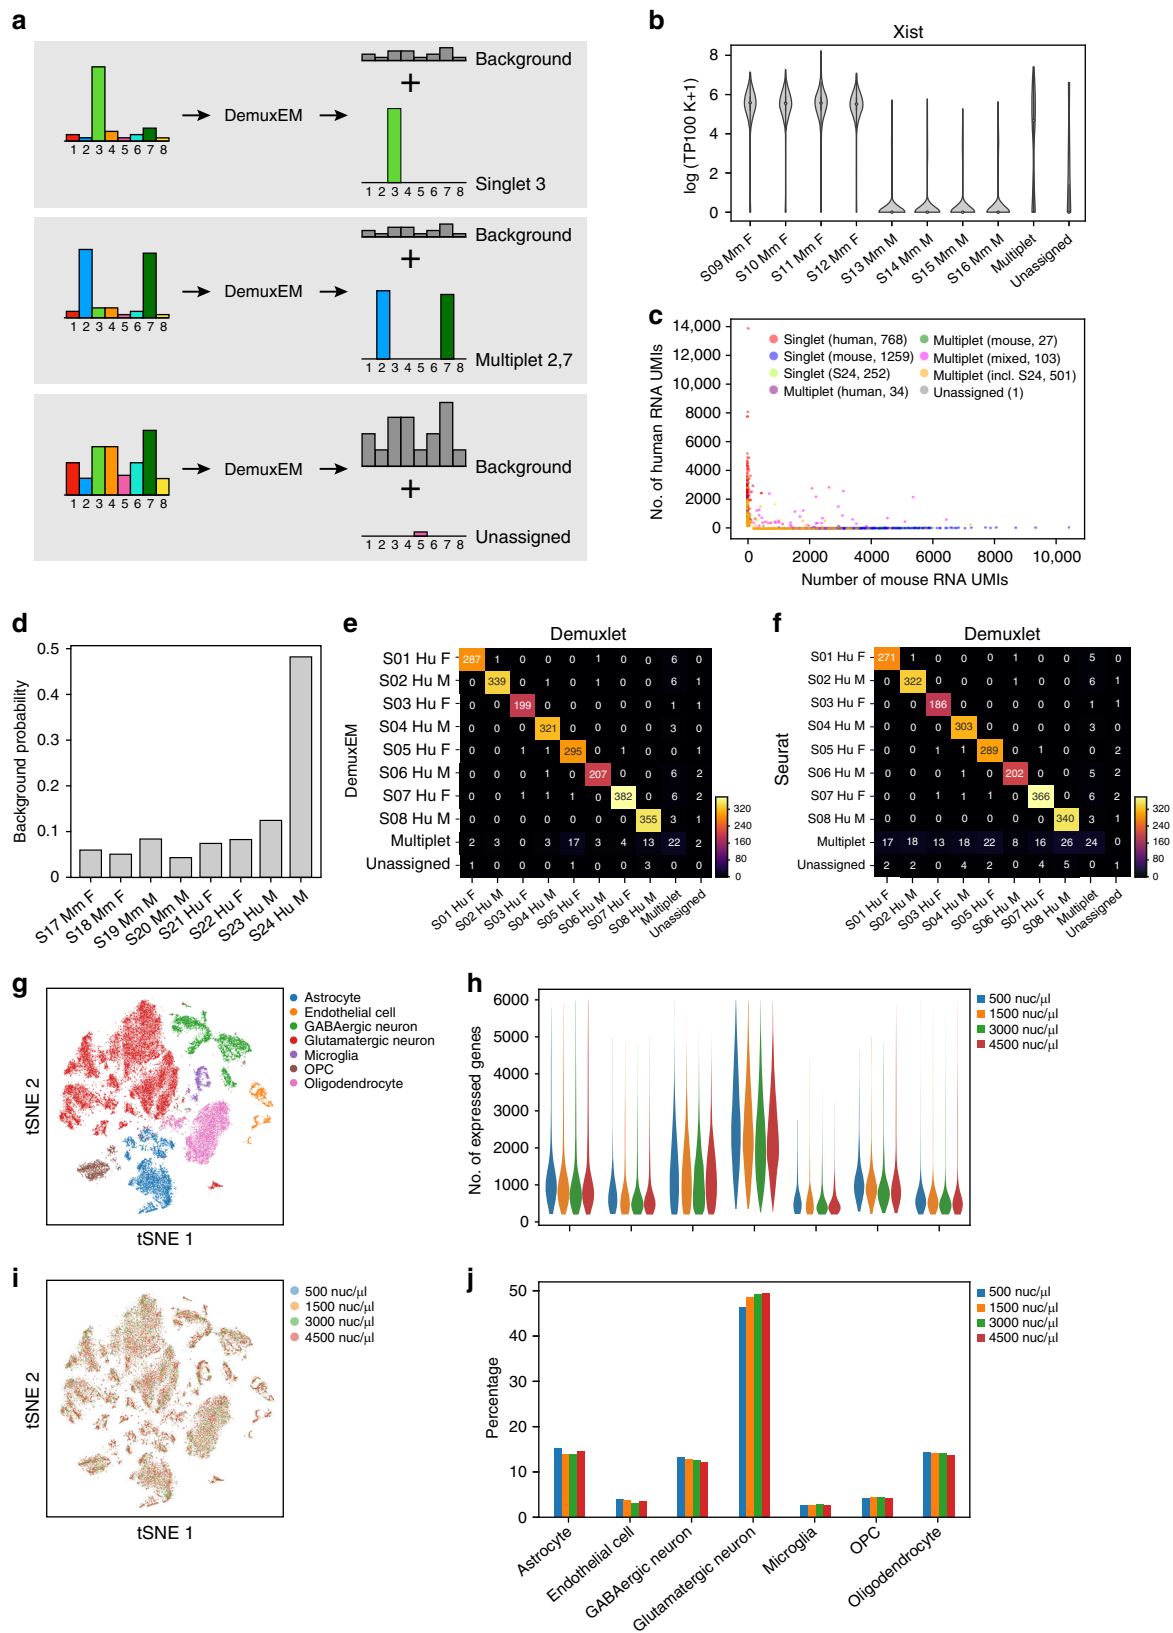 a
Background
+
1 2 3 4 5 6 7 8
DemuxEM
1 2 3 4 5 6 7 8
Singlet 3
Background
+
1 2 3 4 5 6 7 8
DemuxEM
1 2 3 4 5 6 7 8
Multiplet 2,7
Background
+
1 2 3 4 5 6 7 8
DemuxEM
1 2 3 4 5 6 7 8
Unassigned
b
Xist
log (TP100 K+1)
8
6
4
2
0
S09 Mm F
S10 Mm F
S11 Mm F
S12 Mm F
S13 Mm M
S14 Mm M
S15 Mm M
S16 Mm M
Multiplet
Unassigned
c
No. of human RNA UMIs
14,000
12,000
10,000
8000
6000
4000
2000
0
Singlet (human, 768)
Singlet (mouse, 1259)
Singlet (S24, 252)
Multiplet (human, 34)
Multiplet (mouse, 27)
Multiplet (mixed, 103)
Multiplet (incl. S24, 501)
Unassigned (1)
0 2000 4000 6000 8000 10,000
Number of mouse RNA UMIs
d
Background probability
0.5
0.4
0.3
0.2
0.1
0
S17 Mm F
S18 Mm F
S19 Mm M
S20 Mm M
S21 Hu F
S22 Hu F
S23 Hu M
S24 Hu M
e
Demuxlet
DemuxEM
S01 Hu F 287 1 0 0 0 1 0 0 6 0
S02 Hu M 0 339 0 1 0 1 0 0 6 1
S03 Hu F 0 0 199 0 0 0 0 0 1 1
S04 Hu M 0 0 0 321 0 0 0 0 3 0
S05 Hu F 0 0 1 1 295 0 1 0 0 2
S06 Hu M 0 0 0 1 0 207 0 0 6 2
S07 Hu F 0 0 1 1 1 0 382 0 6 2
S08 Hu M 0 0 0 0 0 0 0 355 3 1
Multiplet 2 3 0 3 17 3 4 13 22 2
Unassigned 1 0 0 0 0 0 0 0 0 0
S01 Hu F
S02 Hu M
S03 Hu F
S04 Hu M
S05 Hu F
S06 Hu M
S07 Hu F
S08 Hu M
Multiplet
Unassigned
320
240
160
80
0
f
Demuxlet
Seurat
S01 Hu F 271 1 0 0 0 1 0 0 5 0
S02 Hu M 0 322 0 0 0 0 0 0 6 1
S03 Hu F 0 0 186 0 0 0 0 0 1 1
S04 Hu M 0 0 0 303 0 0 0 0 3 0
S05 Hu F 0 0 1 1 289 0 1 0 0 2
S06 Hu M 0 0 0 1 0 202 0 0 5 2
S07 Hu F 0 0 1 1 1 0 366 0 6 2
S08 Hu M 0 0 0 0 0 0 0 340 3 1
Multiplet 17 18 13 18 22 8 16 26 24 0
Unassigned 2 2 0 4 2 0 4 5 0 1
S01 Hu F
S02 Hu M
S03 Hu F
S04 Hu M
S05 Hu F
S06 Hu M
S07 Hu F
S08 Hu M
Multiplet
Unassigned
320
240
160
80
0
g
tSNE 2
tSNE 1
Astrocyte
Endothelial cell
GABAergic neuron
Glutamatergic neuron
Microglia
OPC
Oligodendrocyte
h
No. of expressed genes
6000
5000
4000
3000
2000
1000
0
500 nuc/μl
1500 nuc/μl
3000 nuc/μl
4500 nuc/μl
i
tSNE 2
tSNE 1
500 nuc/μl
1500 nuc/μl
3000 nuc/μl
4500 nuc/μl
j
Percentage
50
40
30
20
10
0
500 nuc/μl
1500 nuc/μl
3000 nuc/μl
4500 nuc/μl
Astrocyte
Endothelial cell
GABAergic neuron
Glutamatergic neuron
Microglia
OPC
Oligodendrocyte